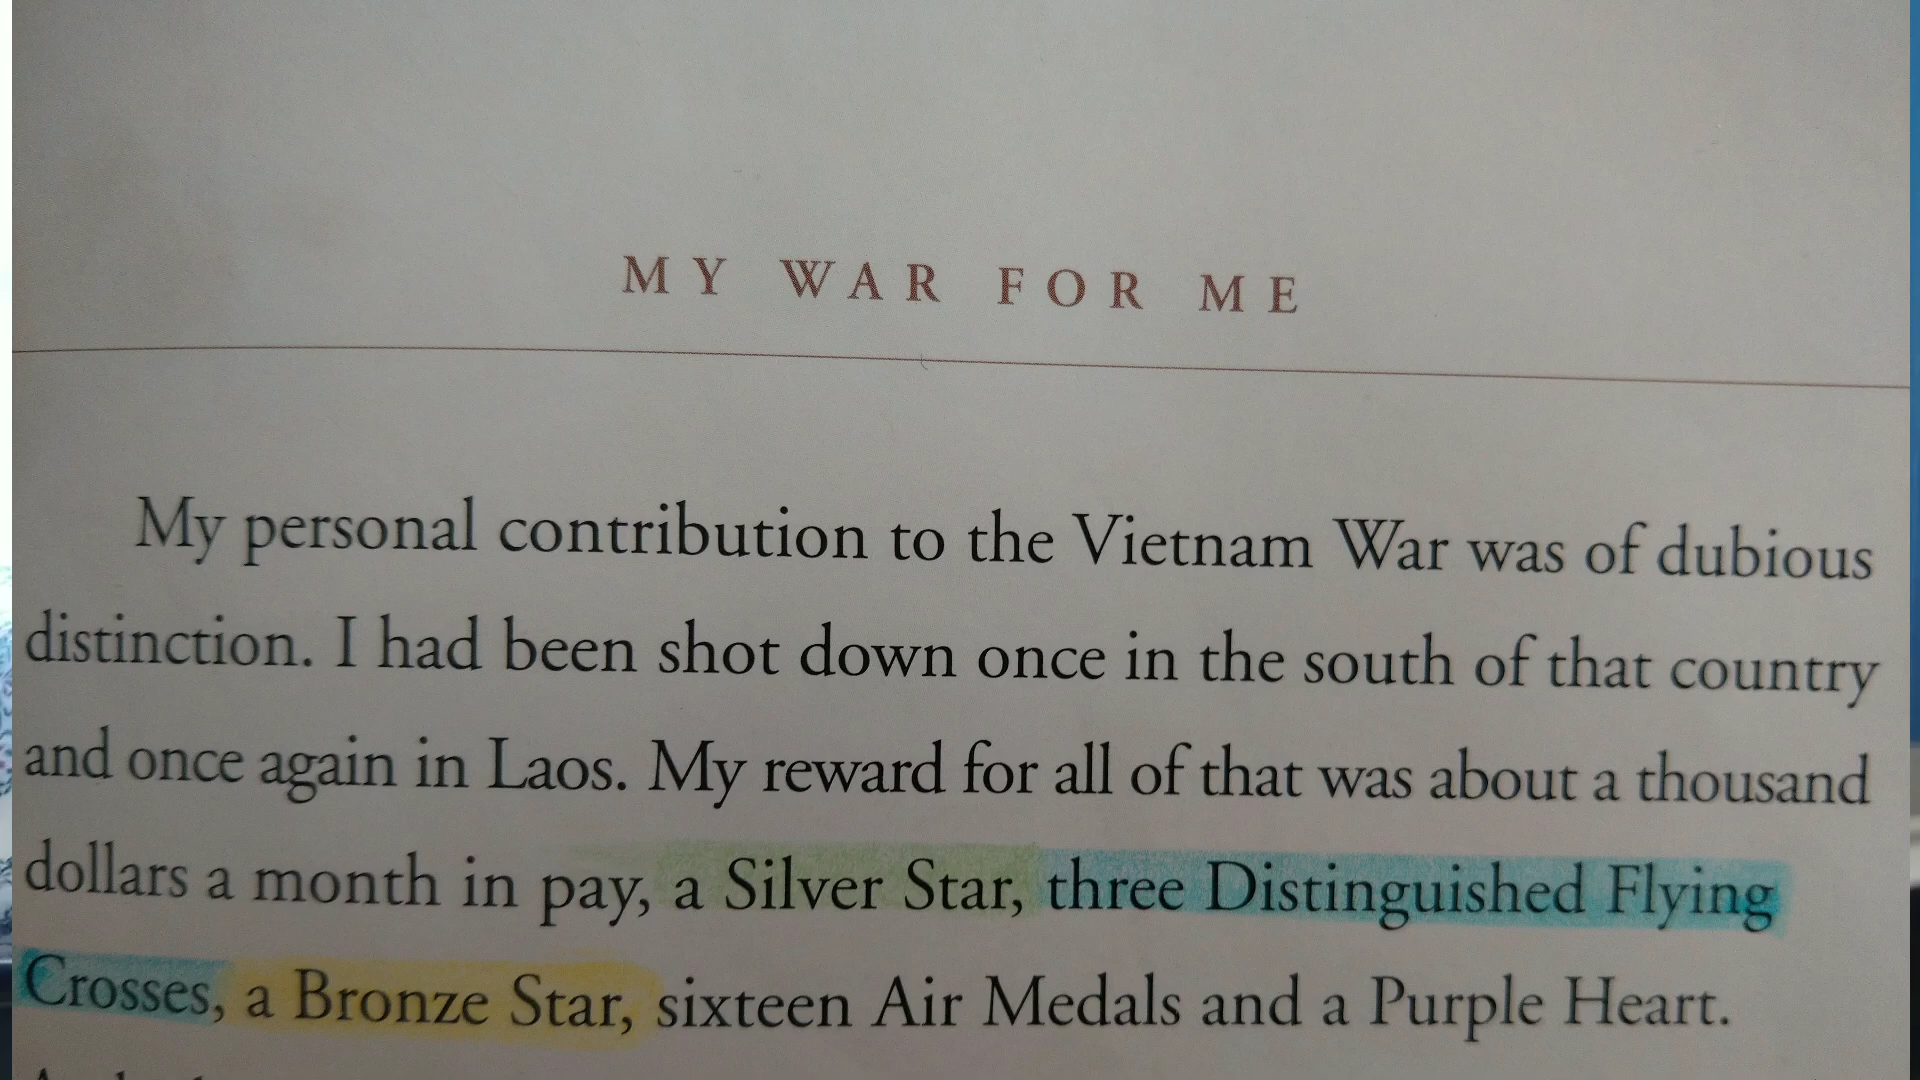 MY WAR FOR ME
My personal contribution to the Vietnam War was of dubious
distinction. I had been shot down once in the south of that country
and once again in Laos. My reward for all of that was about a thousand
dollars a month in pay, a Silver Star, three Distinguished Flying
Crosses, a Bronze Star, sixteen Air Medals and a Purple Heart.